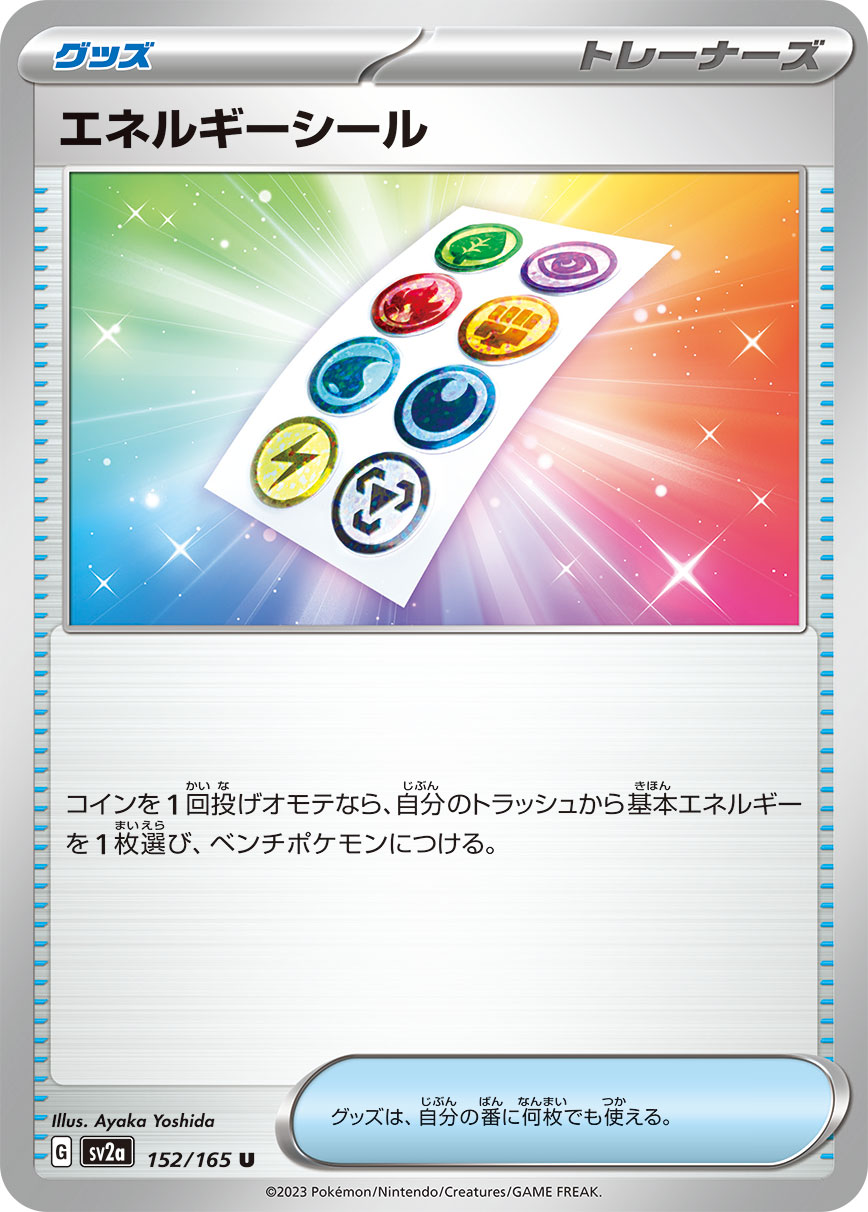 グッズ トレーナーズ
エネルギーシール
コインを1回投げオモテなら、自分のトラッシュから基本エネルギー
を1枚選び、ベンチポケモンにつける。
グッズは、自分の番に何枚でも使える。
Illus. Ayaka Yoshida
G sv2a 152/165 U
©2023 Pokémon/Nintendo/Creatures/GAME FREAK.